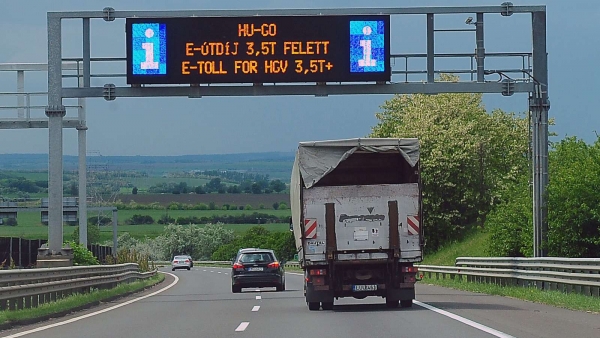 HU-GO
E-ÚTDÍJ 3,5T FELETT
E-TOLL FOR HGV 3,5T+